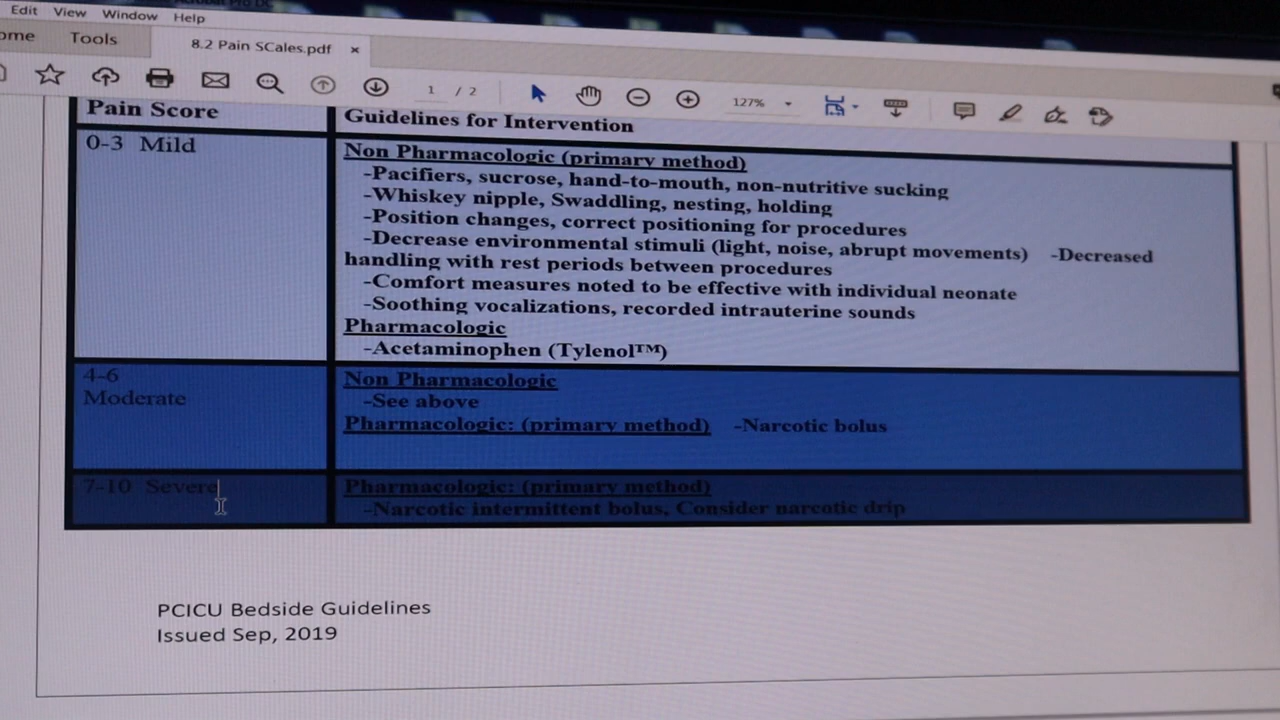 Edit View Window Help
ome Tools 8.2 Pain SCales.pdf ×
1 / 2 127%
Pain Score Guidelines for Intervention
0-3 Mild
Non Pharmacologic (primary method)
-Pacifiers, sucrose, hand-to-mouth, non-nutritive sucking
-Whiskey nipple, Swaddling, nesting, holding
-Position changes, correct positioning for procedures
-Decrease environmental stimuli (light, noise, abrupt movements) -Decreased
handling with rest periods between procedures
-Comfort measures noted to be effective with individual neonate
-Soothing vocalizations, recorded intrauterine sounds
Pharmacologic
-Acetaminophen (Tylenol™)
4-6
Moderate
Non Pharmacologic
-See above
Pharmacologic: (primary method) -Narcotic bolus
7-10 Severe
Pharmacologic: (primary method)
-Narcotic intermittent bolus, Consider narcotic drip
PCICU Bedside Guidelines
Issued Sep, 2019